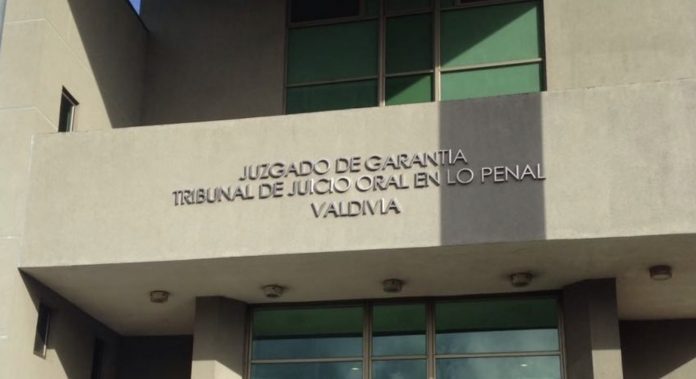 JUZGADO DE GARANTIA
TRIBUNAL DE JUICIO ORAL EN LO PENAL
VALDIVIA